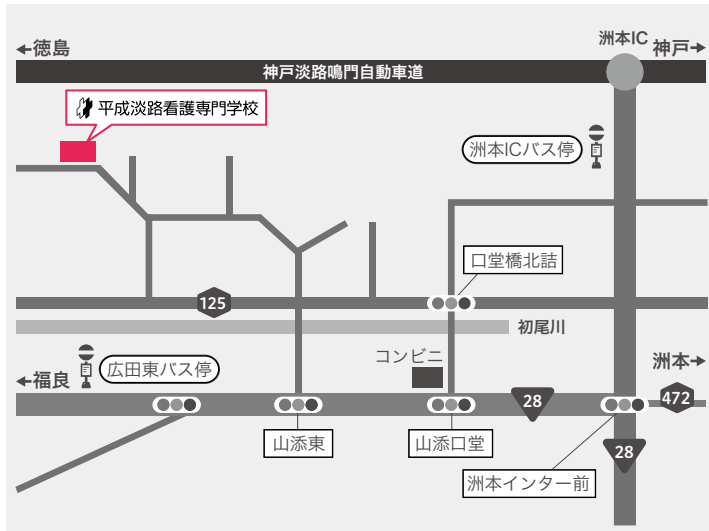 洲本IC
←徳島
神戸→
神戸淡路鳴門自動車道
平成淡路看護専門学校
洲本ICバス停
口堂橋北詰
125
初尾川
コンビニ
洲本→
広田東バス停
←福良
28
472
山添東
山添口堂
28
洲本インター前